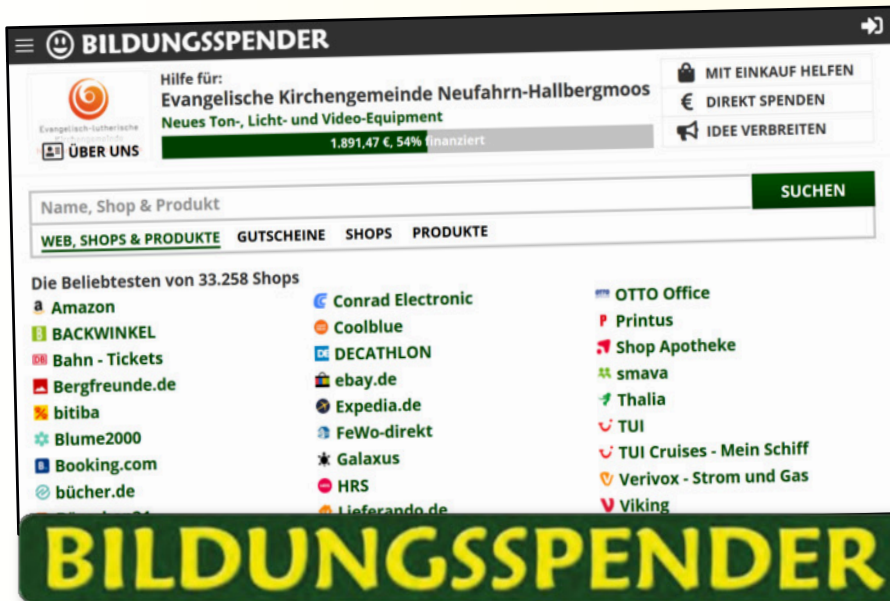 BILDUNGSSPENDER
Hilfe für:
Evangelische Kirchengemeinde Neufahrn-Hallbergmoos
Neues Ton-, Licht- und Video-Equipment
1.891,47 €, 54% finanziert
Evangelisch-lutherische
ÜBER UNS
MIT EINKAUF HELFEN
€ DIREKT SPENDEN
IDEE VERBREITEN
Name, Shop & Produkt
SUCHEN
WEB, SHOPS & PRODUKTE GUTSCHEINE SHOPS PRODUKTE
Die Beliebtesten von 33.258 Shops
Amazon
BACKWINKEL
Bahn - Tickets
Bergfreunde.de
bitiba
Blume2000
Booking.com
bücher.de
Conrad Electronic
Coolblue
DECATHLON
ebay.de
Expedia.de
FeWo-direkt
Galaxus
HRS
Lieferando.de
OTTO Office
Printus
Shop Apotheke
smava
Thalia
TUI
TUI Cruises - Mein Schiff
Verivox - Strom und Gas
Viking
BILDUNGSSPENDER